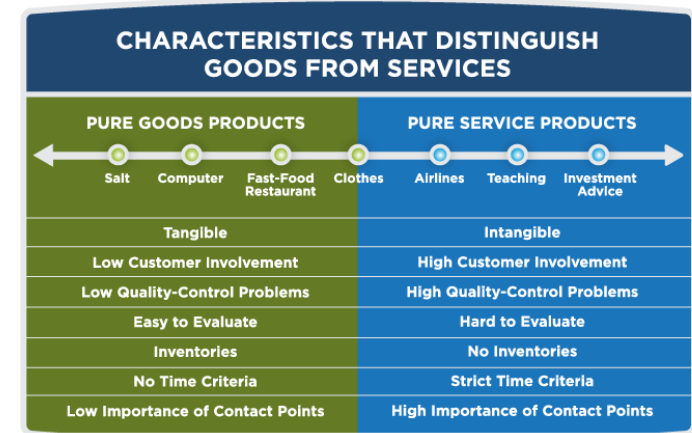 CHARACTERISTICS THAT DISTINGUISH
GOODS FROM SERVICES
PURE GOODS PRODUCTS
PURE SERVICE PRODUCTS
Salt
Computer
Fast-Food
Restaurant
Clothes
Airlines
Teaching
Investment
Advice
Tangible
Intangible
Low Customer Involvement
High Customer Involvement
Low Quality-Control Problems
High Quality-Control Problems
Easy to Evaluate
Hard to Evaluate
Inventories
No Inventories
No Time Criteria
Strict Time Criteria
Low Importance of Contact Points
High Importance of Contact Points